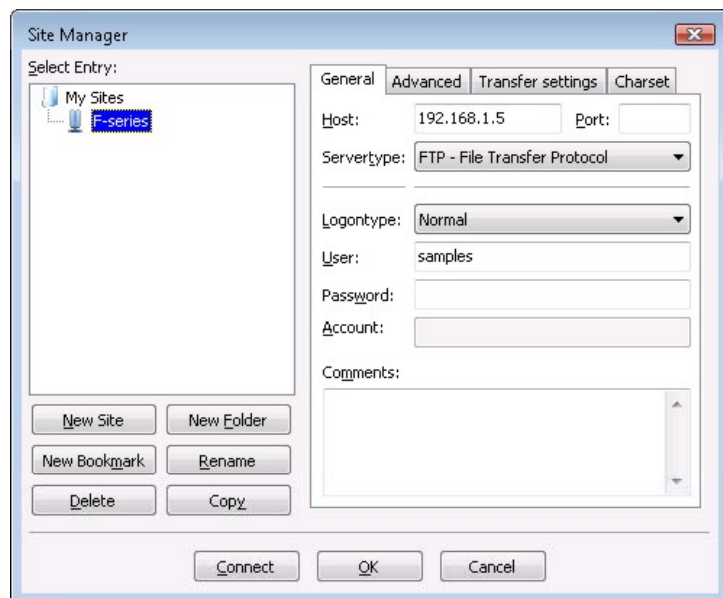 Site Manager
Select Entry:
My Sites
F-series
New Site
New Folder
New Bookmark
Rename
Delete
Copy
General
Advanced
Transfer settings
Charset
Host:
192.168.1.5
Port:
Servertype:
FTP - File Transfer Protocol
Logontype:
Normal
User:
samples
Password:
Account:
Comments:
Connect
OK
Cancel